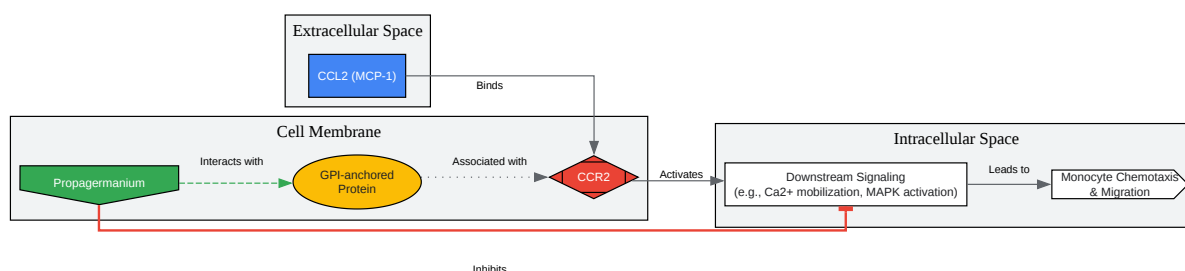 Extracellular Space
CCL2 (MCP-1)
Binds
Cell Membrane
Propagermanium
Interacts with
GPI-anchored
Protein
Associated with
CCR2
Activates
Intracellular Space
Downstream Signaling
(e.g., Ca2+ mobilization, MAPK activation)
Leads to
Monocyte Chemotaxis
& Migration
Inhibits